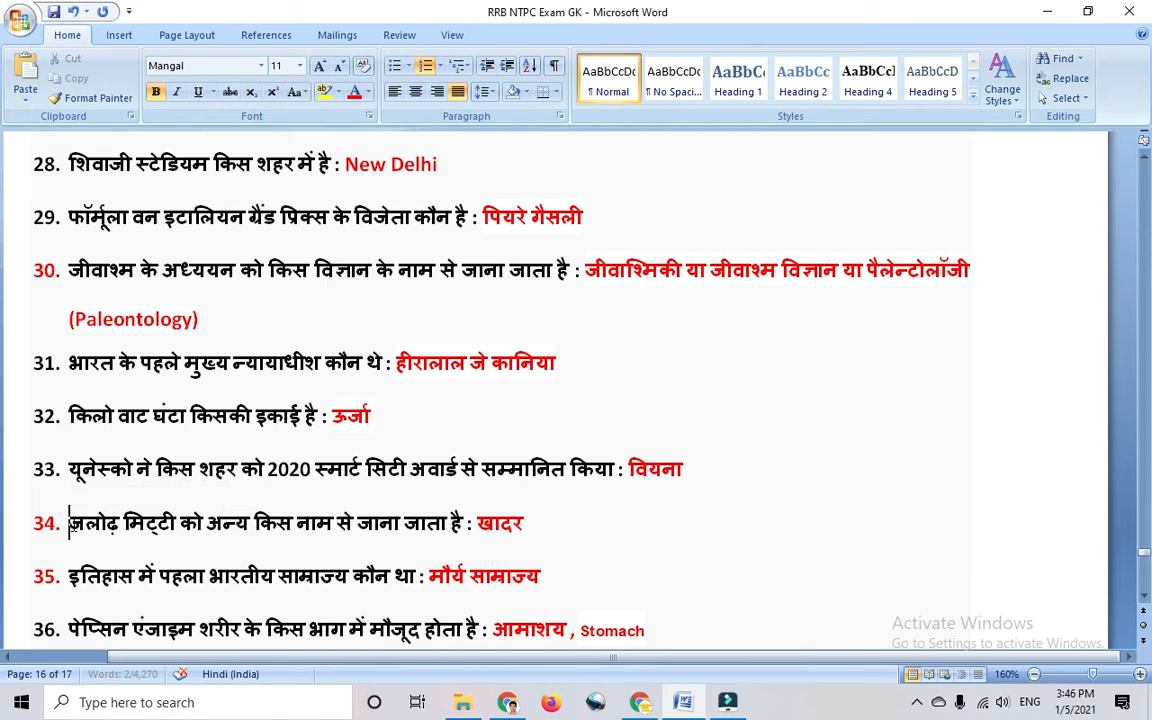 RRB NTPC Exam GK - Microsoft Word
Home Insert Page Layout References Mailings Review View
Paste
Cut
Copy
Format Painter
Clipboard
Mangal 11
Font
Paragraph
AaBbCcDc AaBbCcDc AaBbCc AaBbCc AaBbCcI AaBbCcDc
¶ Normal ¶ No Spaci... Heading 1 Heading 2 Heading 4 Heading 5
Change Styles
Styles
Find
Replace
Select
Editing
28. शिवाजी स्टेडियम किस शहर में है : New Delhi
29. फॉर्मूला वन इटालियन ग्रैंड प्रिक्स के विजेता कौन है : पियरे गैसली
30. जीवाश्म के अध्ययन को किस विज्ञान के नाम से जाना जाता है : जीवाश्मिकी या जीवाश्म विज्ञान या पैलेन्टोलॉजी
(Paleontology)
31. भारत के पहले मुख्य न्यायाधीश कौन थे : हीरालाल जे कानिया
32. किलो वाट घंटा किसकी इकाई है : ऊर्जा
33. यूनेस्को ने किस शहर को 2020 स्मार्ट सिटी अवार्ड से सम्मानित किया : वियना
34. जलोढ़ मिट्टी को अन्य किस नाम से जाना जाता है : खादर
35. इतिहास में पहला भारतीय साम्राज्य कौन था : मौर्य साम्राज्य
36. पेप्सिन एंजाइम शरीर के किस भाग में मौजूद होता है : आमाशय , Stomach
Activate Windows
Go to Settings to activate Windows.
Page: 16 of 17 Words: 2/4,270 Hindi (India) 160%
Type here to search
ENG
3:46 PM
1/5/2021